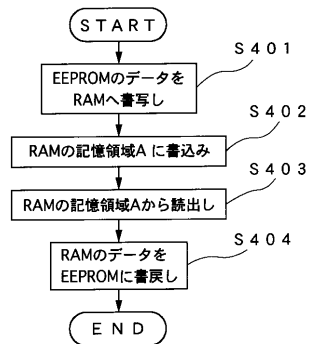 ＳＴＡＲＴ
Ｓ４０１
EEPROMのデータを
RAMへ書写し
Ｓ４０２
RAMの記憶領域A に書込み
Ｓ４０３
RAMの記憶領域Aから読出し
Ｓ４０４
RAMのデータを
EEPROMに書戻し
ＥＮＤ